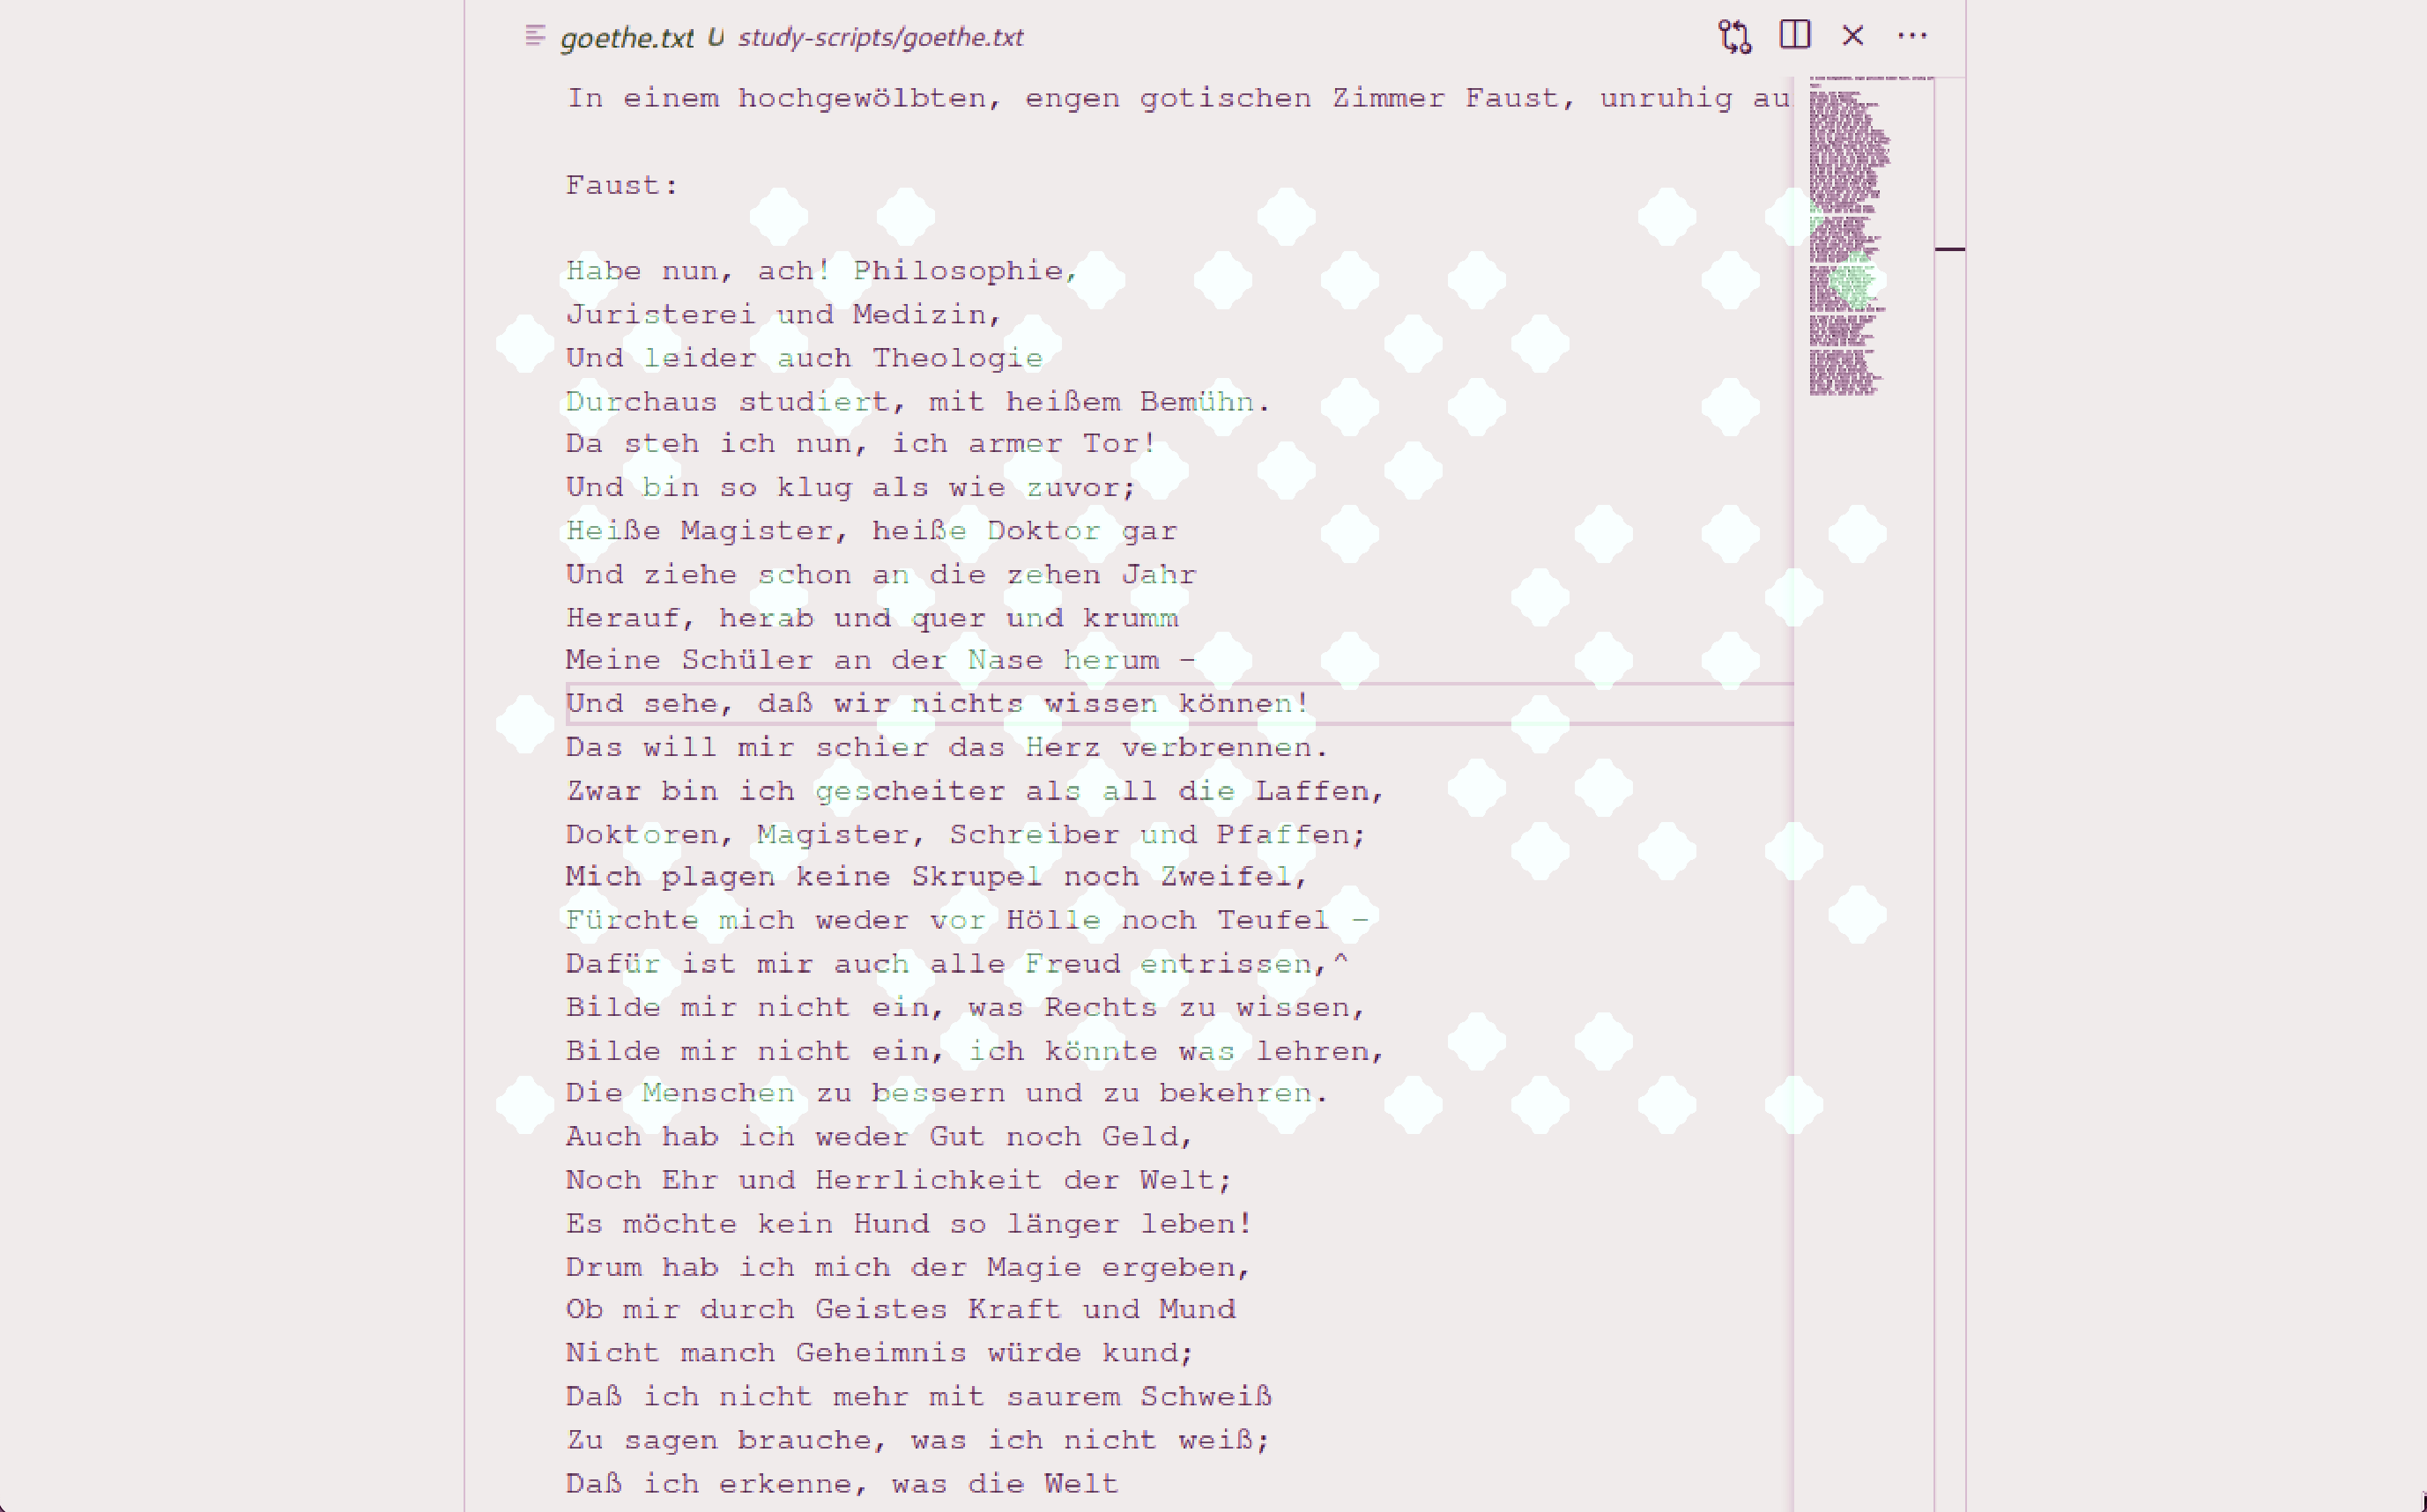 goethe.txt U study-scripts/goethe.txt
In einem hochgewölbten, engen gotischen Zimmer Faust, unruhig au
Faust:
Habe nun, ach! Philosophie,
Juristerei und Medizin,
Und leider auch Theologie
Durchaus studiert, mit heißem Bemühn.
Da steh ich nun, ich armer Tor!
Und bin so klug als wie zuvor;
Heiße Magister, heiße Doktor gar
Und ziehe schon an die zehen Jahr
Herauf, herab und quer und krumm
Meine Schüler an der Nase herum –
Und sehe, daß wir nichts wissen können!
Das will mir schier das Herz verbrennen.
Zwar bin ich gescheiter als all die Laffen,
Doktoren, Magister, Schreiber und Pfaffen;
Mich plagen keine Skrupel noch Zweifel,
Fürchte mich weder vor Hölle noch Teufel –
Dafür ist mir auch alle Freud entrissen,^
Bilde mir nicht ein, was Rechts zu wissen,
Bilde mir nicht ein, ich könnte was lehren,
Die Menschen zu bessern und zu bekehren.
Auch hab ich weder Gut noch Geld,
Noch Ehr und Herrlichkeit der Welt;
Es möchte kein Hund so länger leben!
Drum hab ich mich der Magie ergeben,
Ob mir durch Geistes Kraft und Mund
Nicht manch Geheimnis würde kund;
Daß ich nicht mehr mit saurem Schweiß
Zu sagen brauche, was ich nicht weiß;
Daß ich erkenne, was die Welt